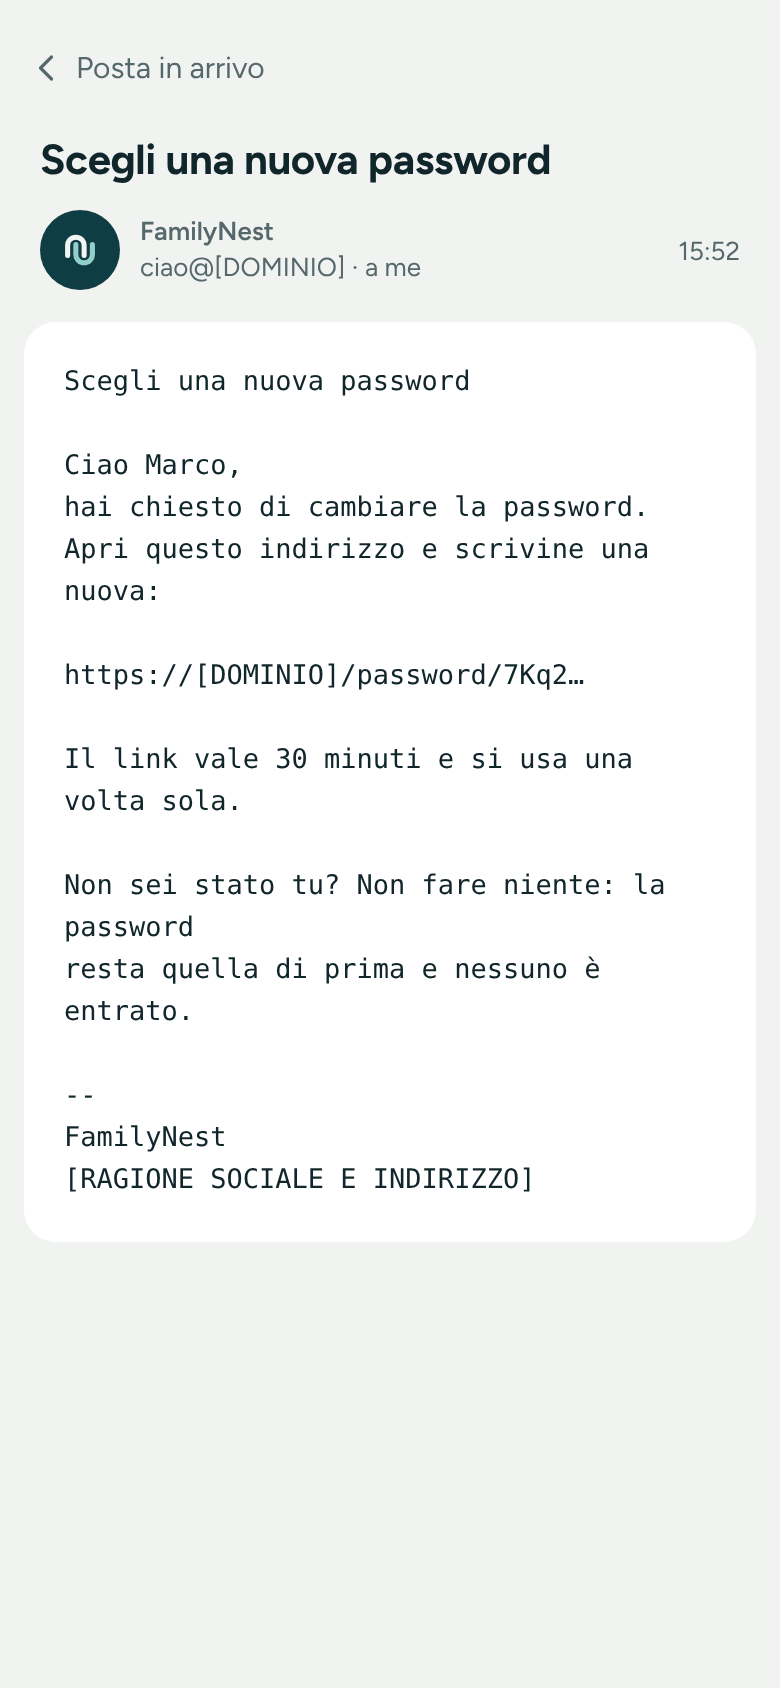 Posta in arrivo
Scegli una nuova password
FamilyNest
ciao@[DOMINIO] · a me
15:52
Scegli una nuova password
Ciao Marco,
hai chiesto di cambiare la password.
Apri questo indirizzo e scrivine una
nuova:
https://[DOMINIO]/password/7Kq2…
Il link vale 30 minuti e si usa una
volta sola.
Non sei stato tu? Non fare niente: la
password
resta quella di prima e nessuno è
entrato.
--
FamilyNest
[RAGIONE SOCIALE E INDIRIZZO]